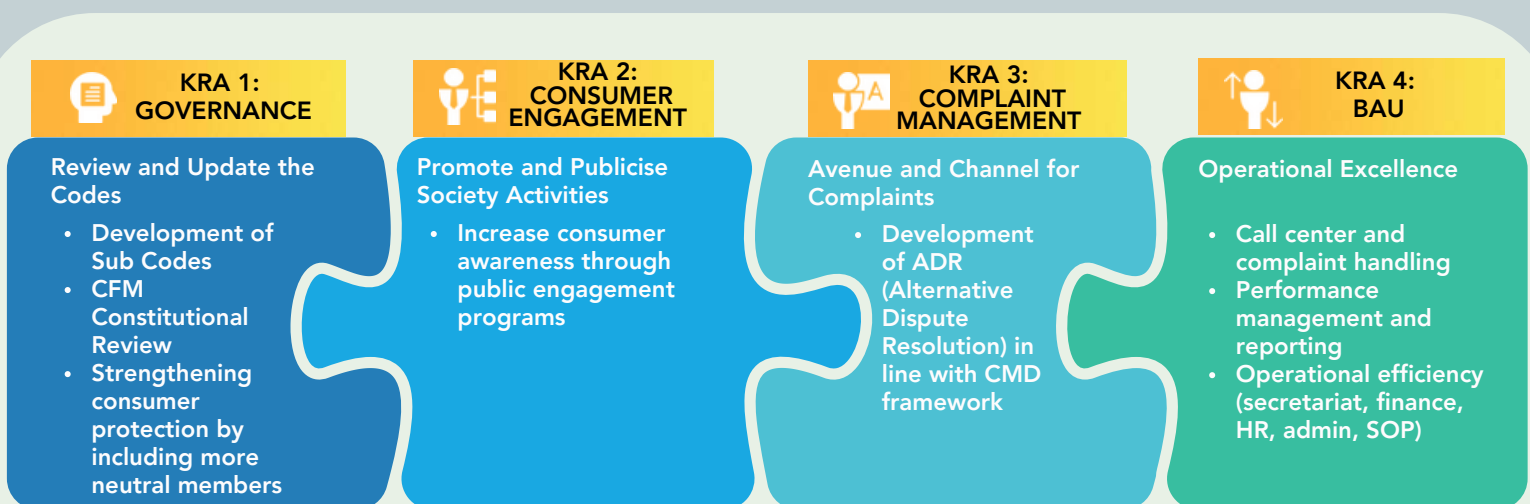 KRA 1:
GOVERNANCE
Review and Update the
Codes
• Development of
Sub Codes
• CFM
Constitutional
Review
• Strengthening
consumer
protection by
including more
neutral members
KRA 2:
CONSUMER
ENGAGEMENT
Promote and Publicise
Society Activities
• Increase consumer
awareness through
public engagement
programs
A
KRA 3:
COMPLAINT
MANAGEMENT
Avenue and Channel for
Complaints
• Development
of ADR
(Alternative
Dispute
Resolution) in
line with CMD
framework
KRA 4:
BAU
Operational Excellence
• Call center and
complaint handling
• Performance
management and
reporting
• Operational efficiency
(secretariat, finance,
HR, admin, SOP)